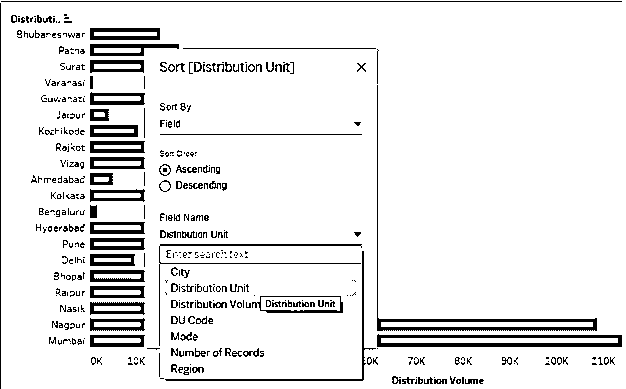 Distributi..
Bhubaneshwar
Patna
Surat
Varanasi
Guwahati
Jaipur
Kozhikode
Rajkot
Vizag
Ahmedabad
Kolkata
Bengaluru
Hyderabad
Pune
Delhi
Bhopal
Raipur
Nasik
Nagpur
Mumbai
Sort [Distribution Unit]
Sort By
Field
Sort Order
Ascending
Descending
Field Name
Distribution Unit
Enter search text
City
Distribution Unit
Distribution Volum
Distribution Unit
DU Code
Mode
Number of Records
Region
0K 10K 60K 70K 80K 90K 100K 210K
Distribution Volume